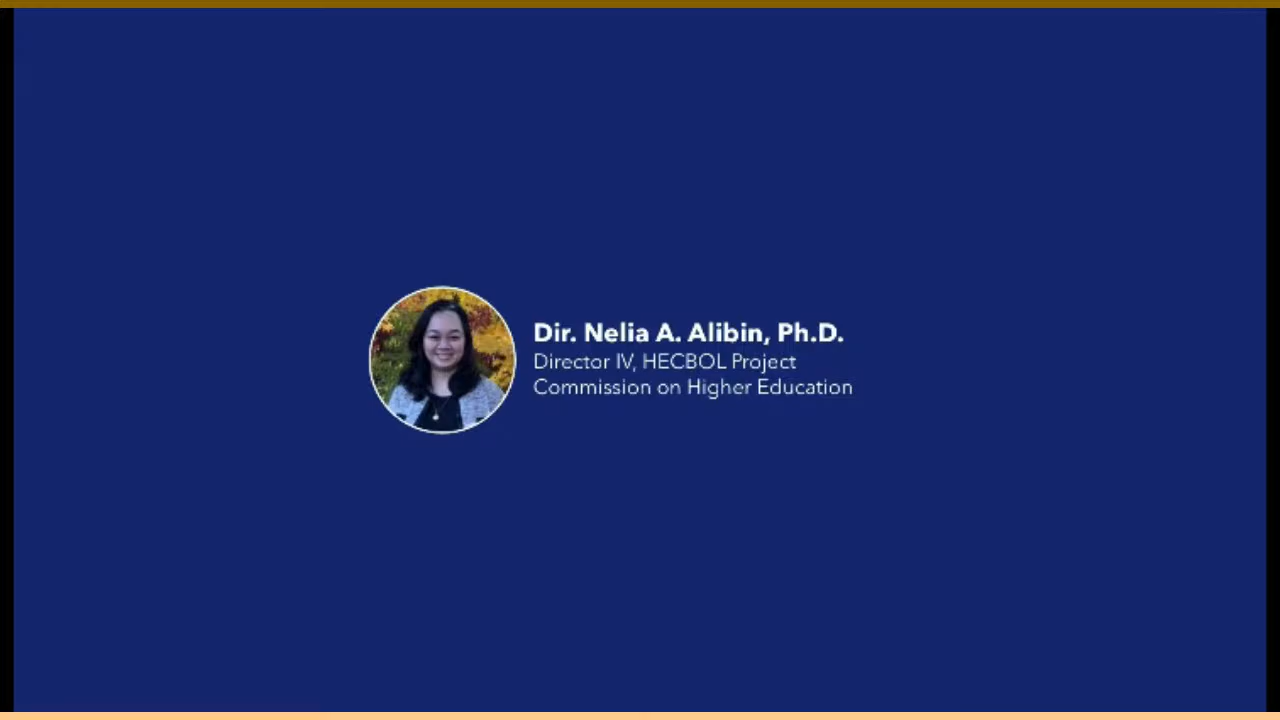 Dir. Nelia A. Alibin, Ph.D.
Director IV, HECBOL Project
Commission on Higher Education